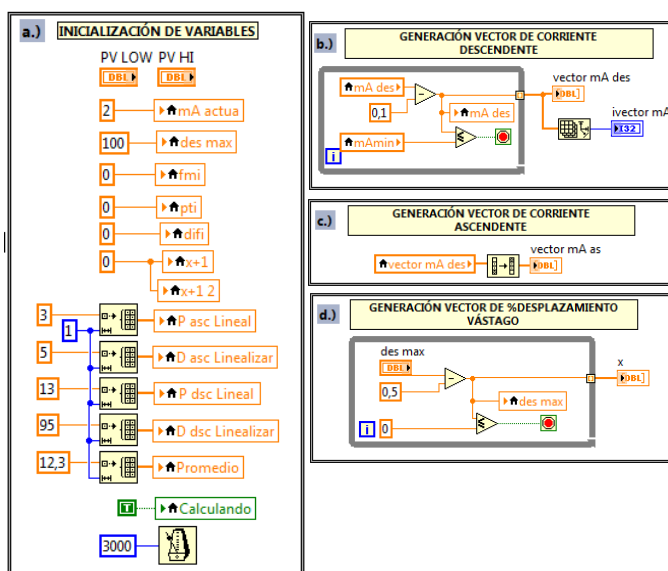 a.) INICIALIZACIÓN DE VARIABLES
PV LOW PV HI
DBL DBL
2 mA actua
100 des max
0 fmi
0 pti
0 difi
0 x+1
x+1 2
3
1 P asc Lineal
5 D asc Linealizar
13 P dsc Lineal
95 D dsc Linealizar
12,3 Promedio
T Calculando
3000
b.) GENERACIÓN VECTOR DE CORRIENTE
DESCENDENTE
mA des
0,1
mA des
mAmin
i
vector mA des
DBL
ivector mA
I32
c.) GENERACIÓN VECTOR DE CORRIENTE
ASCENDENTE
vector mA des
vector mA as
DBL
d.) GENERACIÓN VECTOR DE %DESPLAZAMIENTO
VÁSTAGO
des max
DBL
0,5
des max
i 0
x
DBL